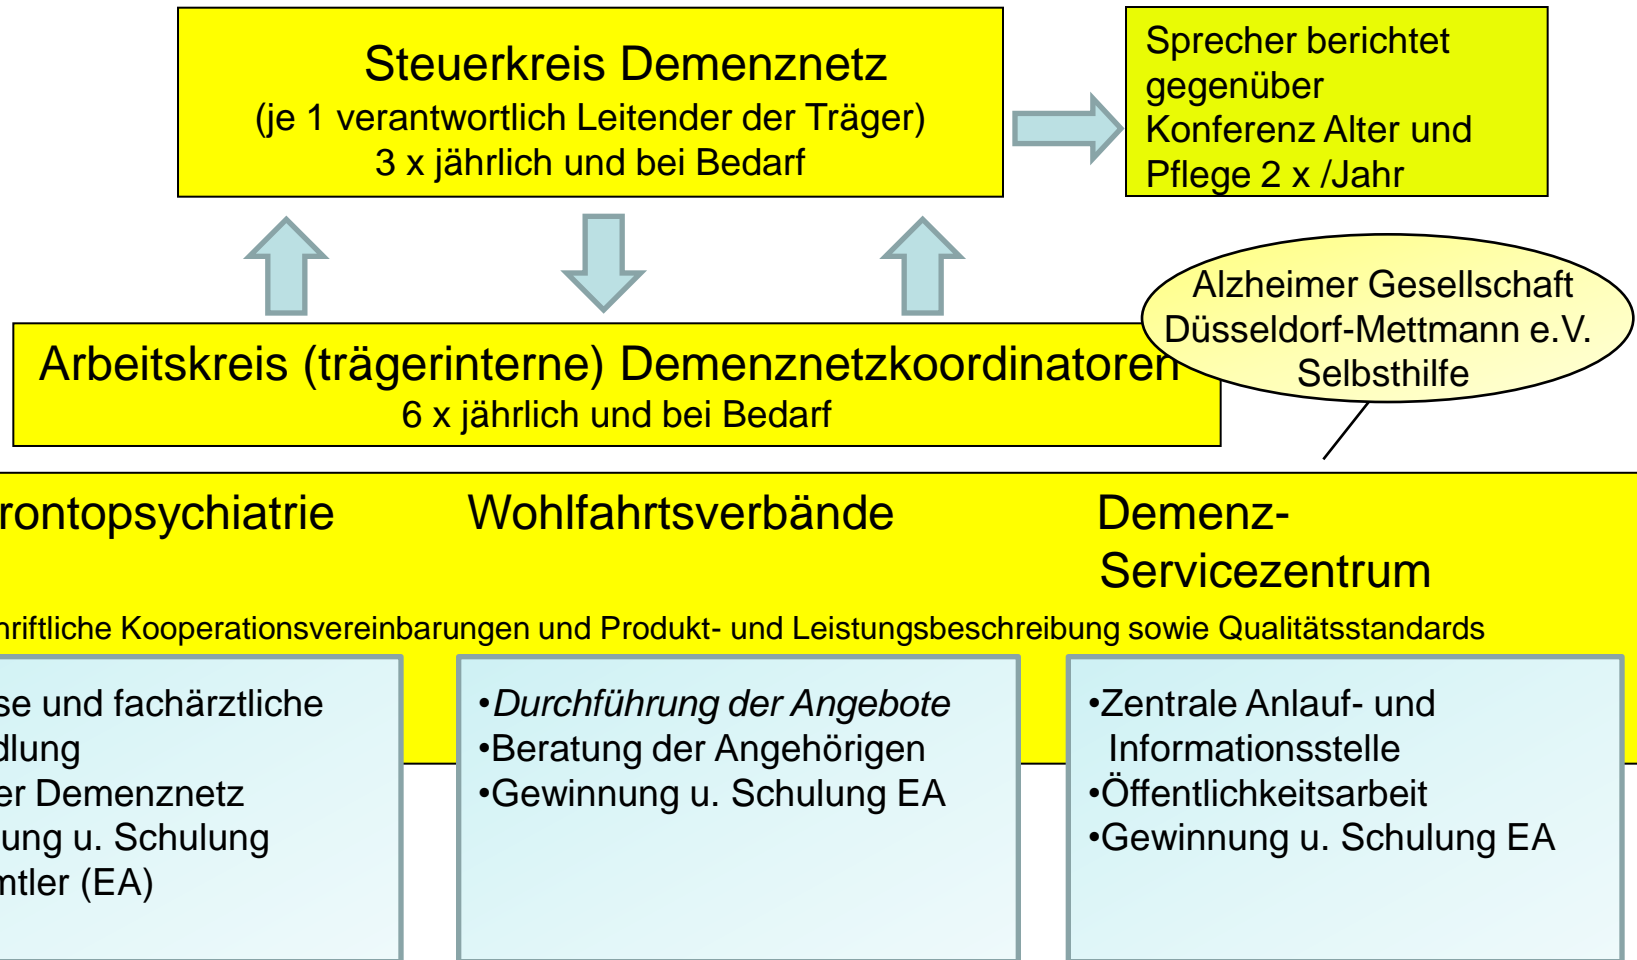 Steuerkreis Demenznetz
(je 1 verantwortlich Leitender der Träger)
3 x jährlich und bei Bedarf
Sprecher berichtet
gegenüber
Konferenz Alter und
Pflege 2 x /Jahr
Alzheimer Gesellschaft
Düsseldorf-Mettmann e.V.
Selbsthilfe
Arbeitskreis (trägerinterne) Demenznetzkoordinatoren
6 x jährlich und bei Bedarf
rontopsychiatrie
Wohlfahrtsverbände
Demenz-
Servicezentrum
hriftliche Kooperationsvereinbarungen und Produkt- und Leistungsbeschreibung sowie Qualitätsstandards
se und fachärztliche
dlung
er Demenznetz
ung u. Schulung
mtler (EA)
•Durchführung der Angebote
•Beratung der Angehörigen
•Gewinnung u. Schulung EA
•Zentrale Anlauf- und
Informationsstelle
•Öffentlichkeitsarbeit
•Gewinnung u. Schulung EA